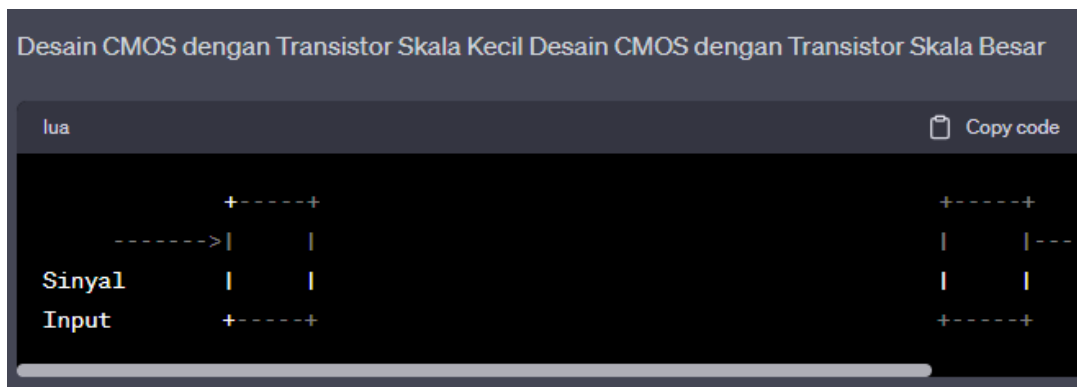 Desain CMOS dengan Transistor Skala Kecil Desain CMOS dengan Transistor Skala Besar
lua Copy code
+-----+ +-----+
------->| | | |---
Sinyal | | | |
Input +-----+ +-----+